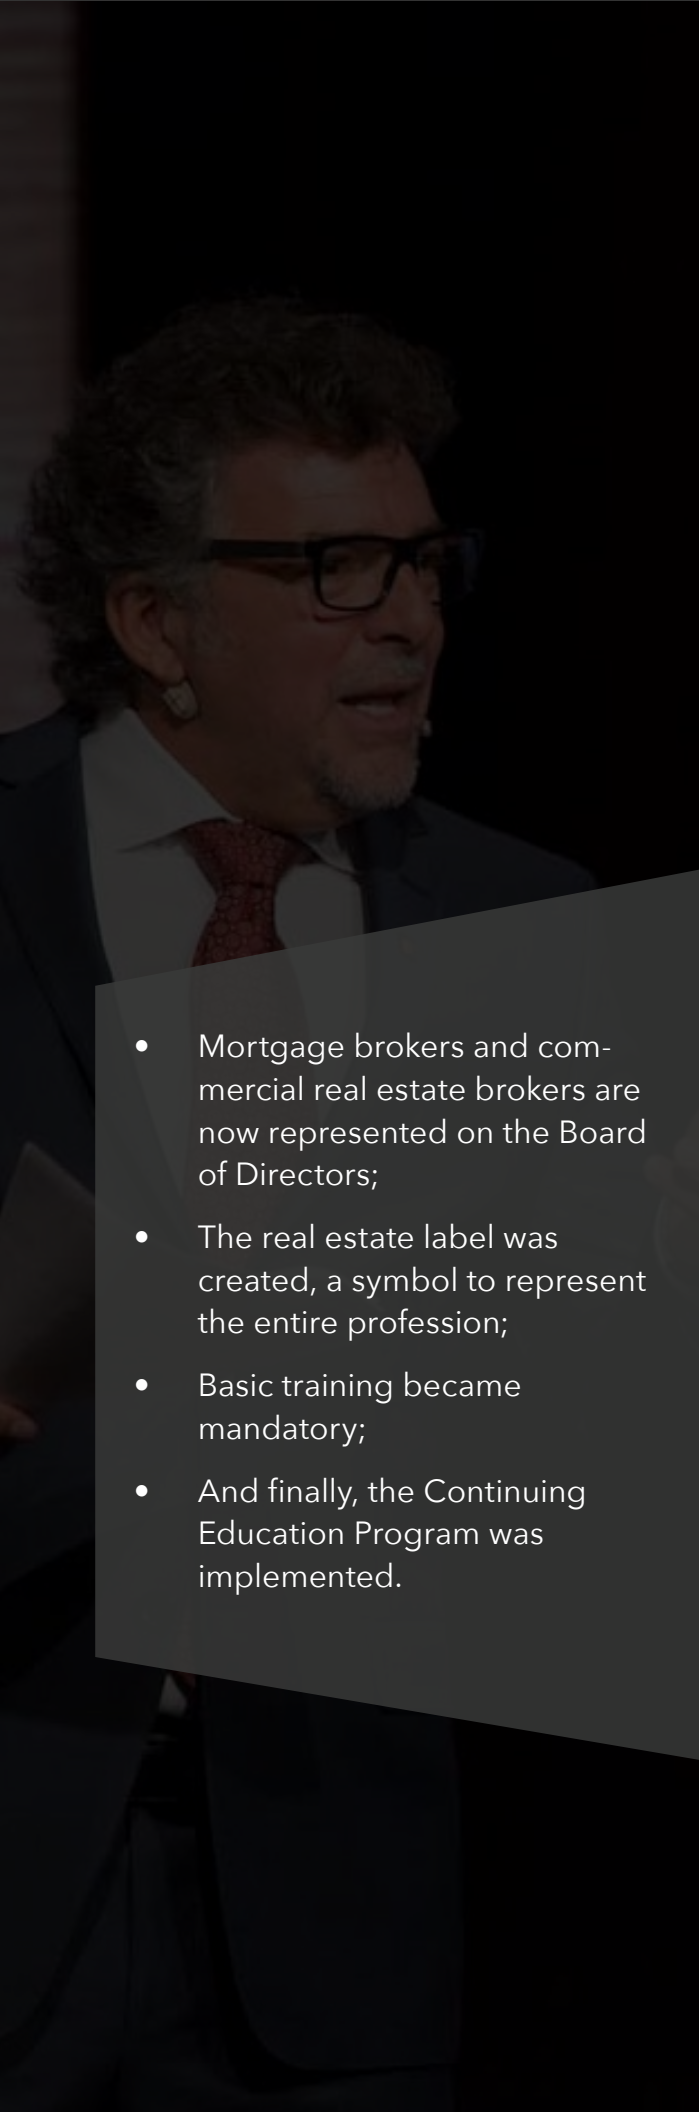 • Mortgage brokers and com-
mercial real estate brokers are
now represented on the Board
of Directors;
• The real estate label was
created, a symbol to represent
the entire profession;
• Basic training became
mandatory;
• And finally, the Continuing
Education Program was
implemented.